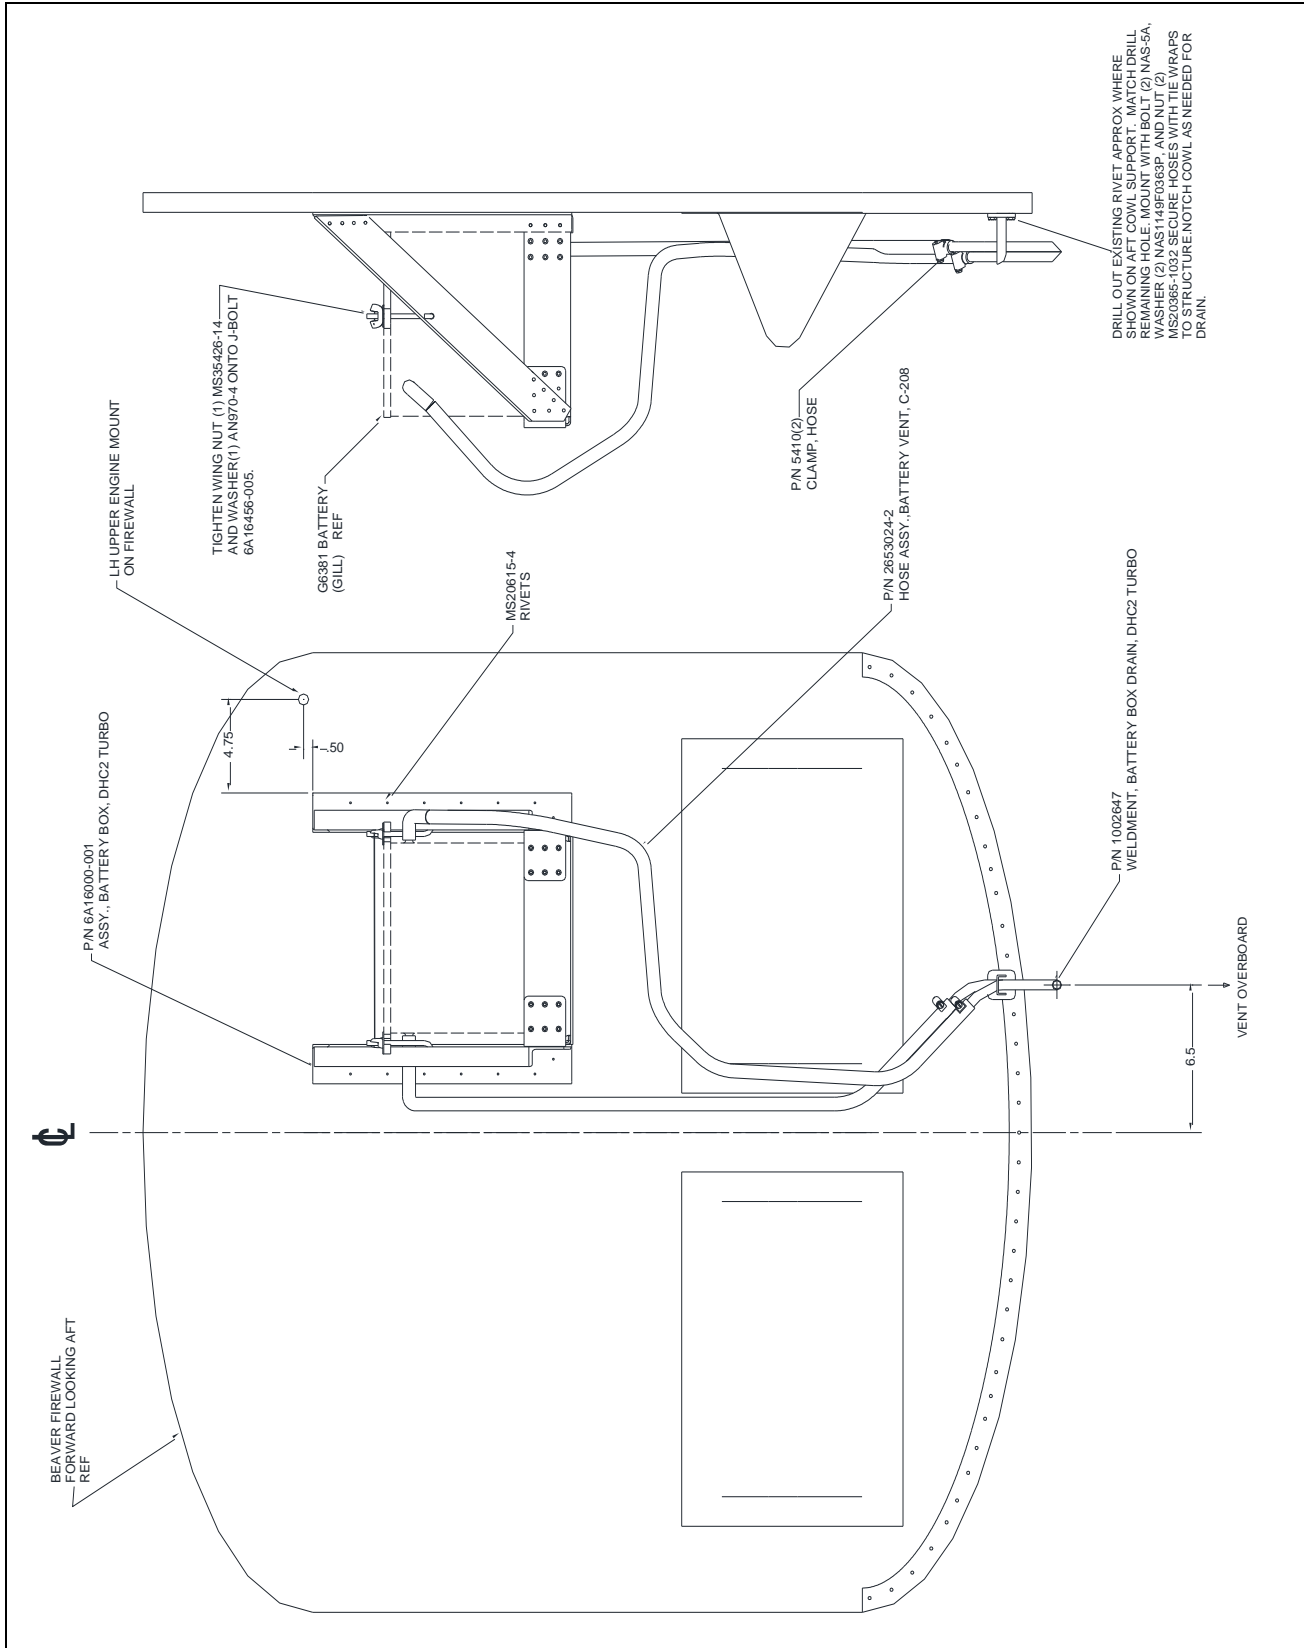 BEAVER FIREWALL
FORWARD LOOKING AFT
REF
P/N 6A16000-001
ASSY., BATTERY BOX, DHC2 TURBO
LH UPPER ENGINE MOUNT
ON FIREWALL
TIGHTEN WING NUT (1) MS35426-14
AND WASHER(1) AN970-4 ONTO J-BOLT
6A16456-005.
G6381 BATTERY
(GILL) REF
MS20615-4
RIVETS
4.75
.50
CL
P/N 5410(2)
CLAMP, HOSE
P/N 2653024-2
HOSE ASSY.,BATTERY VENT, C-208
P/N 1002647
WELDMENT, BATTERY BOX DRAIN, DHC2 TURBO
DRILL OUT EXISTING RIVET APPROX WHERE
SHOWN ON AFT COWL SUPPORT. MATCH DRILL
REMAINING HOLE. MOUNT WITH BOLT (2) NAS-5A,
WASHER (2) NAS1149F0363P, AND NUT (2)
MS20365-1032 SECURE HOSES WITH TIE WRAPS
TO STRUCTURE.NOTCH COWL AS NEEDED FOR
DRAIN.
6.5
VENT OVERBOARD